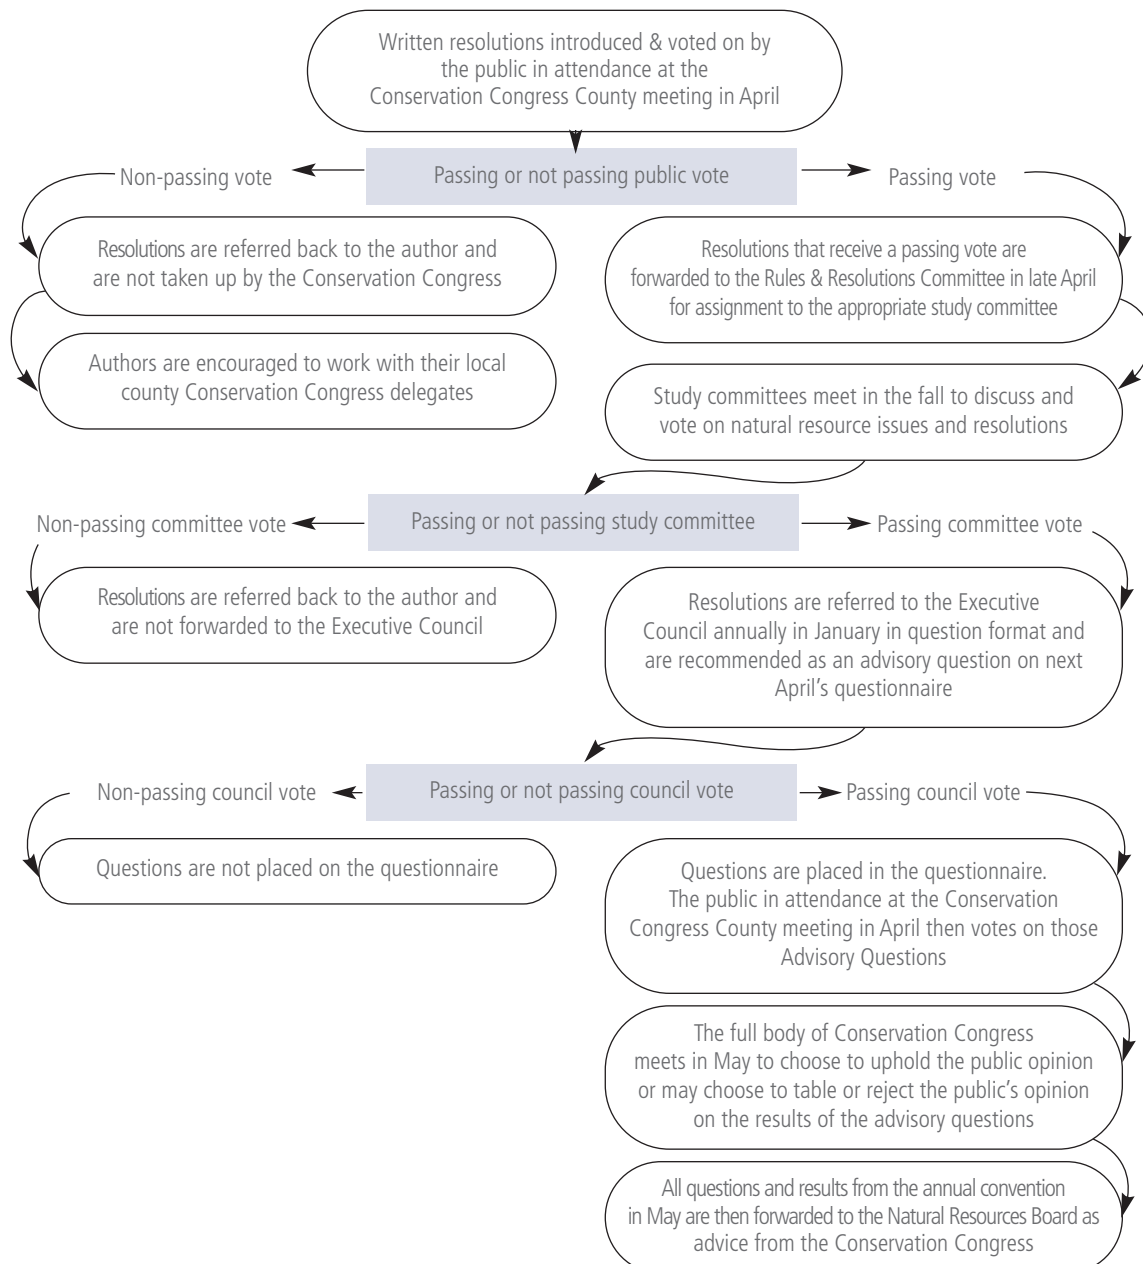 Written resolutions introduced & voted on by
the public in attendance at the
Conservation Congress County meeting in April
Non-passing vote
Passing or not passing public vote
Passing vote
Resolutions are referred back to the author and
are not taken up by the Conservation Congress
Resolutions that receive a passing vote are
forwarded to the Rules & Resolutions Committee in late April
for assignment to the appropriate study committee
Authors are encouraged to work with their local
county Conservation Congress delegates
Study committees meet in the fall to discuss and
vote on natural resource issues and resolutions
Non-passing committee vote
Passing or not passing study committee
Passing committee vote
Resolutions are referred back to the author and
are not forwarded to the Executive Council
Resolutions are referred to the Executive
Council annually in January in question format and
are recommended as an advisory question on next
April's questionnaire
Non-passing council vote
Passing or not passing council vote
Passing council vote
Questions are not placed on the questionnaire
Questions are placed in the questionnaire.
The public in attendance at the Conservation
Congress County meeting in April then votes on those
Advisory Questions
The full body of Conservation Congress
meets in May to choose to uphold the public opinion
or may choose to table or reject the public's opinion
on the results of the advisory questions
All questions and results from the annual convention
in May are then forwarded to the Natural Resources Board as
advice from the Conservation Congress